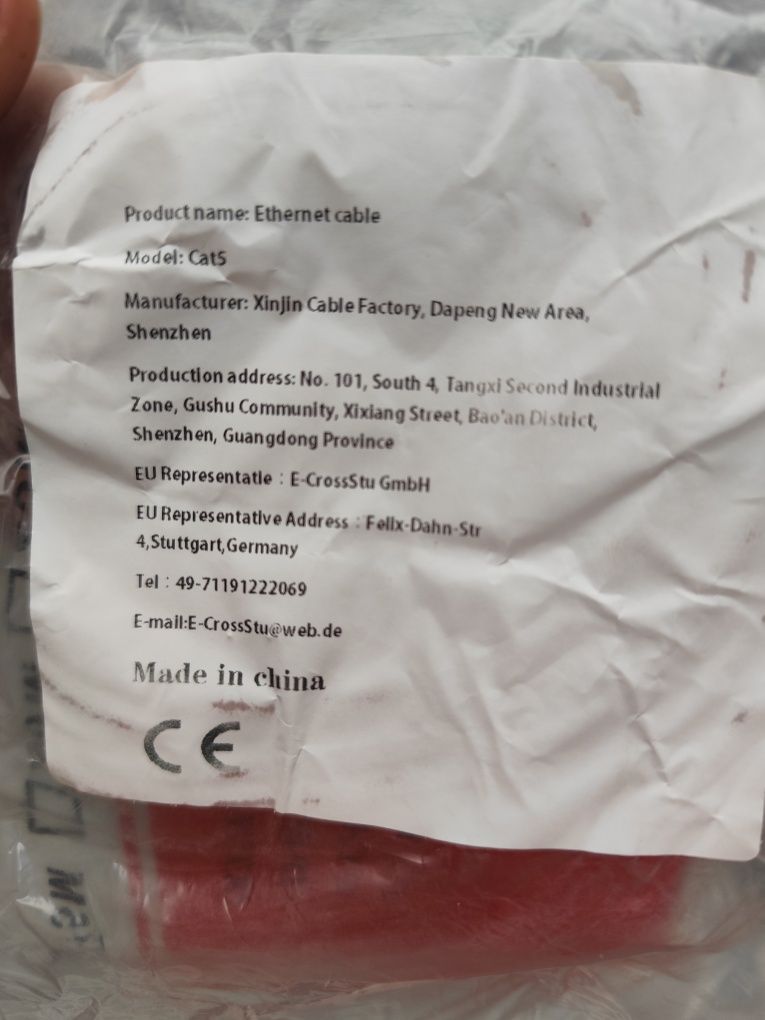 Product name: Ethernet cable
Model: Cat5
Manufacturer: Xinjin Cable Factory, Dapeng New Area,
Shenzhen
Production address: No. 101, South 4, Tangxi Second Industrial
Zone, Gushu Community, Xixiang Street, Bao'an District,
Shenzhen, Guangdong Province
EU Representatie : E-CrossStu GmbH
EU Representative Address : Felix-Dahn-Str
4,Stuttgart,Germany
Tel : 49-71191222069
E-mail:E-CrossStu@web.de
Made in china
CE